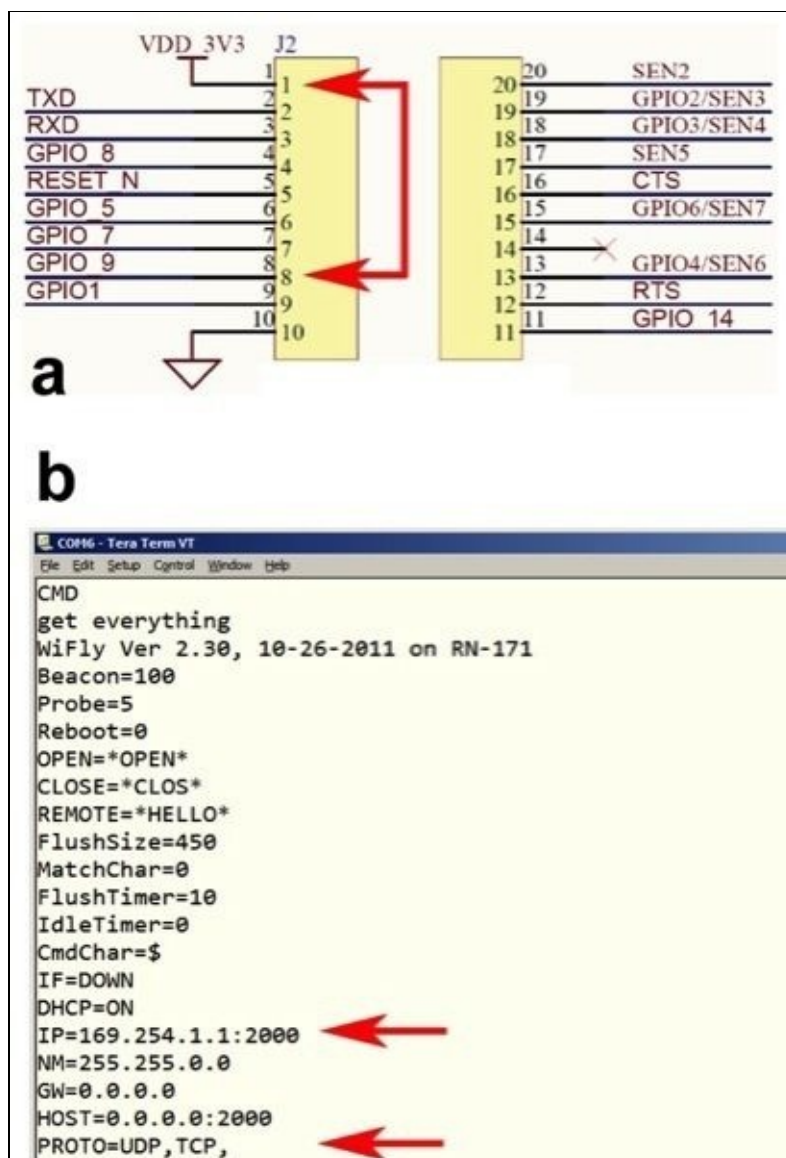 VDD_3V3 J2
1 1
TXD 2 2
RXD 3 3
GPIO_8 4 4
RESET_N 5 5
GPIO_5 6 6
GPIO_7 7 7
GPIO_9 8 8
GPIO1 9 9
10 10
20 20 SEN2
19 19 GPIO2/SEN3
18 18 GPIO3/SEN4
17 17 SEN5
16 16 CTS
15 15 GPIO6/SEN7
14 14
13 13 GPIO4/SEN6
12 12 RTS
11 11 GPIO_14
a
b
COM6 - Tera Term VT
File Edit Setup Control Window Help
CMD
get everything
WiFly Ver 2.30, 10-26-2011 on RN-171
Beacon=100
Probe=5
Reboot=0
OPEN=*OPEN*
CLOSE=*CLOS*
REMOTE=*HELLO*
FlushSize=450
MatchChar=0
FlushTimer=10
IdleTimer=0
CmdChar=$
IF=DOWN
DHCP=ON
IP=169.254.1.1:2000
NM=255.255.0.0
GW=0.0.0.0
HOST=0.0.0.0:2000
PROTO=UDP,TCP,